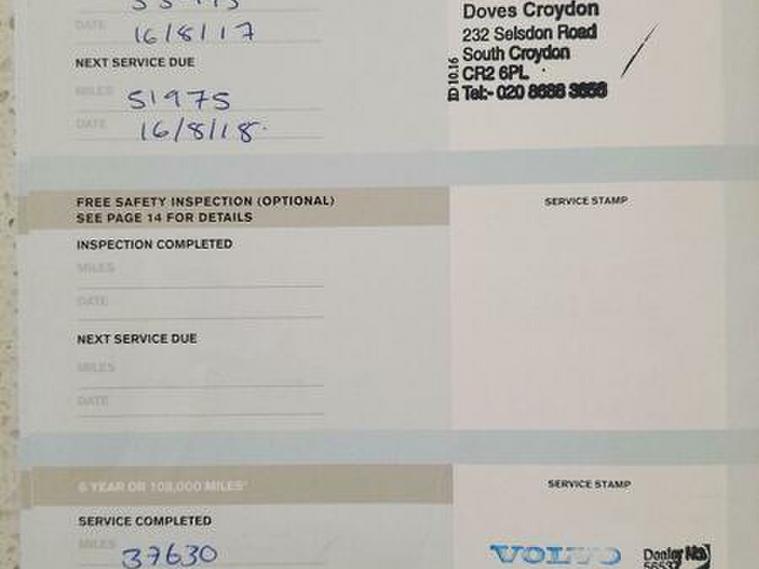 DATE 16/8/17
Doves Croydon
232 Selsdon Road
South Croydon
CR2 6PL
Tel:- 020 8688 3656
ID 10.16
NEXT SERVICE DUE
MILES 51975
DATE 16/8/18.
FREE SAFETY INSPECTION (OPTIONAL)
SEE PAGE 14 FOR DETAILS
SERVICE STAMP
INSPECTION COMPLETED
MILES
DATE
NEXT SERVICE DUE
MILES
DATE
6 YEAR OR 108,000 MILES*
SERVICE STAMP
SERVICE COMPLETED
MILES 37630
VOLVO
Dealer No.